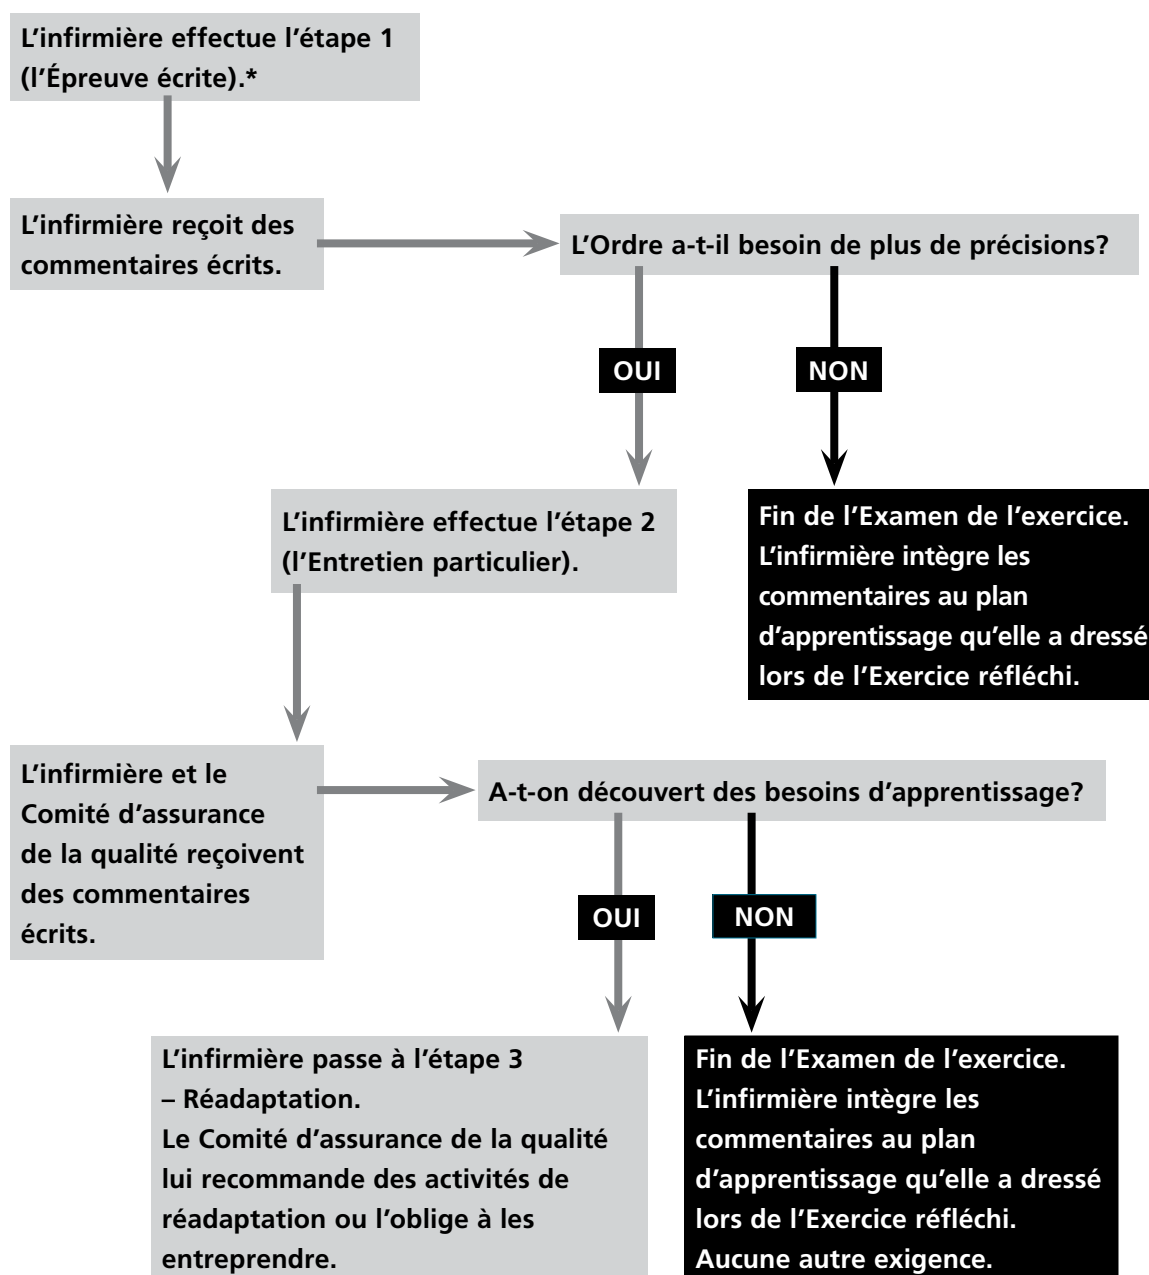 L’infirmière effectue l’étape 1
(l’Épreuve écrite).*
L’infirmière reçoit des
commentaires écrits.
L’Ordre a-t-il besoin de plus de précisions?
OUI
NON
L’infirmière effectue l’étape 2
(l’Entretien particulier).
Fin de l’Examen de l’exercice.
L’infirmière intègre les
commentaires au plan
d’apprentissage qu’elle a dressé
lors de l’Exercice réfléchi.
L’infirmière et le
Comité d’assurance
de la qualité reçoivent
des commentaires
écrits.
A-t-on découvert des besoins d’apprentissage?
OUI
NON
L’infirmière passe à l’étape 3
– Réadaptation.
Le Comité d’assurance de la qualité
lui recommande des activités de
réadaptation ou l’oblige à les
entreprendre.
Fin de l’Examen de l’exercice.
L’infirmière intègre les
commentaires au plan
d’apprentissage qu’elle a dressé
lors de l’Exercice réfléchi.
Aucune autre exigence.